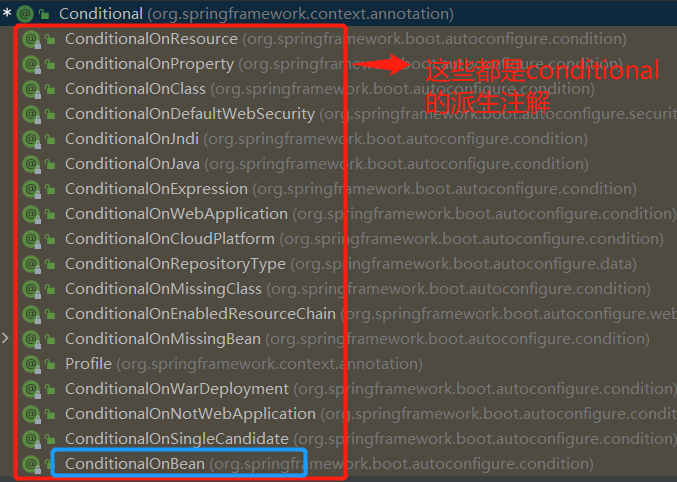 * Conditional (org.springframework.context.annotation)
ConditionalOnResource (org.springframework.boot.autoconfigure.condition)
ConditionalOnProperty (org.springframework.boot.autoconfigure.condition)
这些都是conditional
的派生注解
ConditionalOnClass (org.springframework.boot.autoconfigure.condition)
ConditionalOnDefaultWebSecurity (org.springframework.boot.autoconfigure.securit
ConditionalOnJndi (org.springframework.boot.autoconfigure.condition)
ConditionalOnJava (org.springframework.boot.autoconfigure.condition)
ConditionalOnExpression (org.springframework.boot.autoconfigure.condition)
ConditionalOnWebApplication (org.springframework.boot.autoconfigure.condition)
ConditionalOnCloudPlatform (org.springframework.boot.autoconfigure.condition)
ConditionalOnRepositoryType (org.springframework.boot.autoconfigure.data)
ConditionalOnMissingClass (org.springframework.boot.autoconfigure.condition)
ConditionalOnEnabledResourceChain (org.springframework.boot.autoconfigure.web
ConditionalOnMissingBean (org.springframework.boot.autoconfigure.condition)
Profile (org.springframework.context.annotation)
ConditionalOnWarDeployment (org.springframework.boot.autoconfigure.condition)
ConditionalOnNotWebApplication (org.springframework.boot.autoconfigure.condit
ConditionalOnSingleCandidate (org.springframework.boot.autoconfigure.condition)
ConditionalOnBean (org.springframework.boot.autoconfigure.condition)